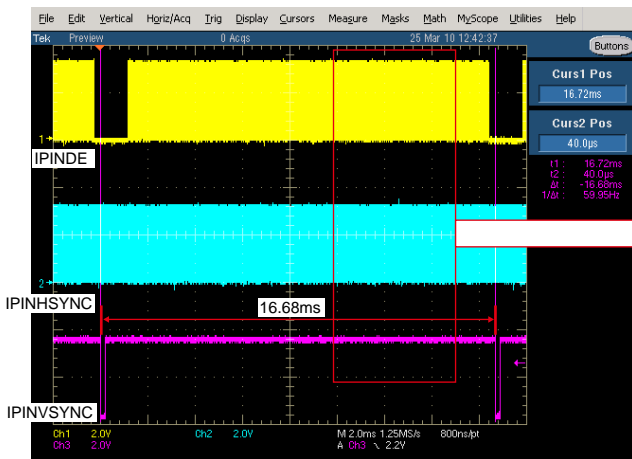 File Edit Vertical Horiz/Acq Trig Display Cursors Measure Masks Math MyScope Utilities Help
Tek Preview 0 Acqs 25 Mar 10 12:42:37
Buttons
Curs1 Pos
16.72ms
Curs2 Pos
40.0µs
t1: 16.72ms
t2: 40.0µs
Δt: -16.68ms
1/Δt: 59.95Hz
1
IPINDE
2
IPINHSYNC
16.68ms
IPINVSYNC
Ch1 2.0V Ch2 2.0V M 2.0ms 1.25MS/s 800ns/pt
Ch3 2.0V A Ch3 \ 2.2V